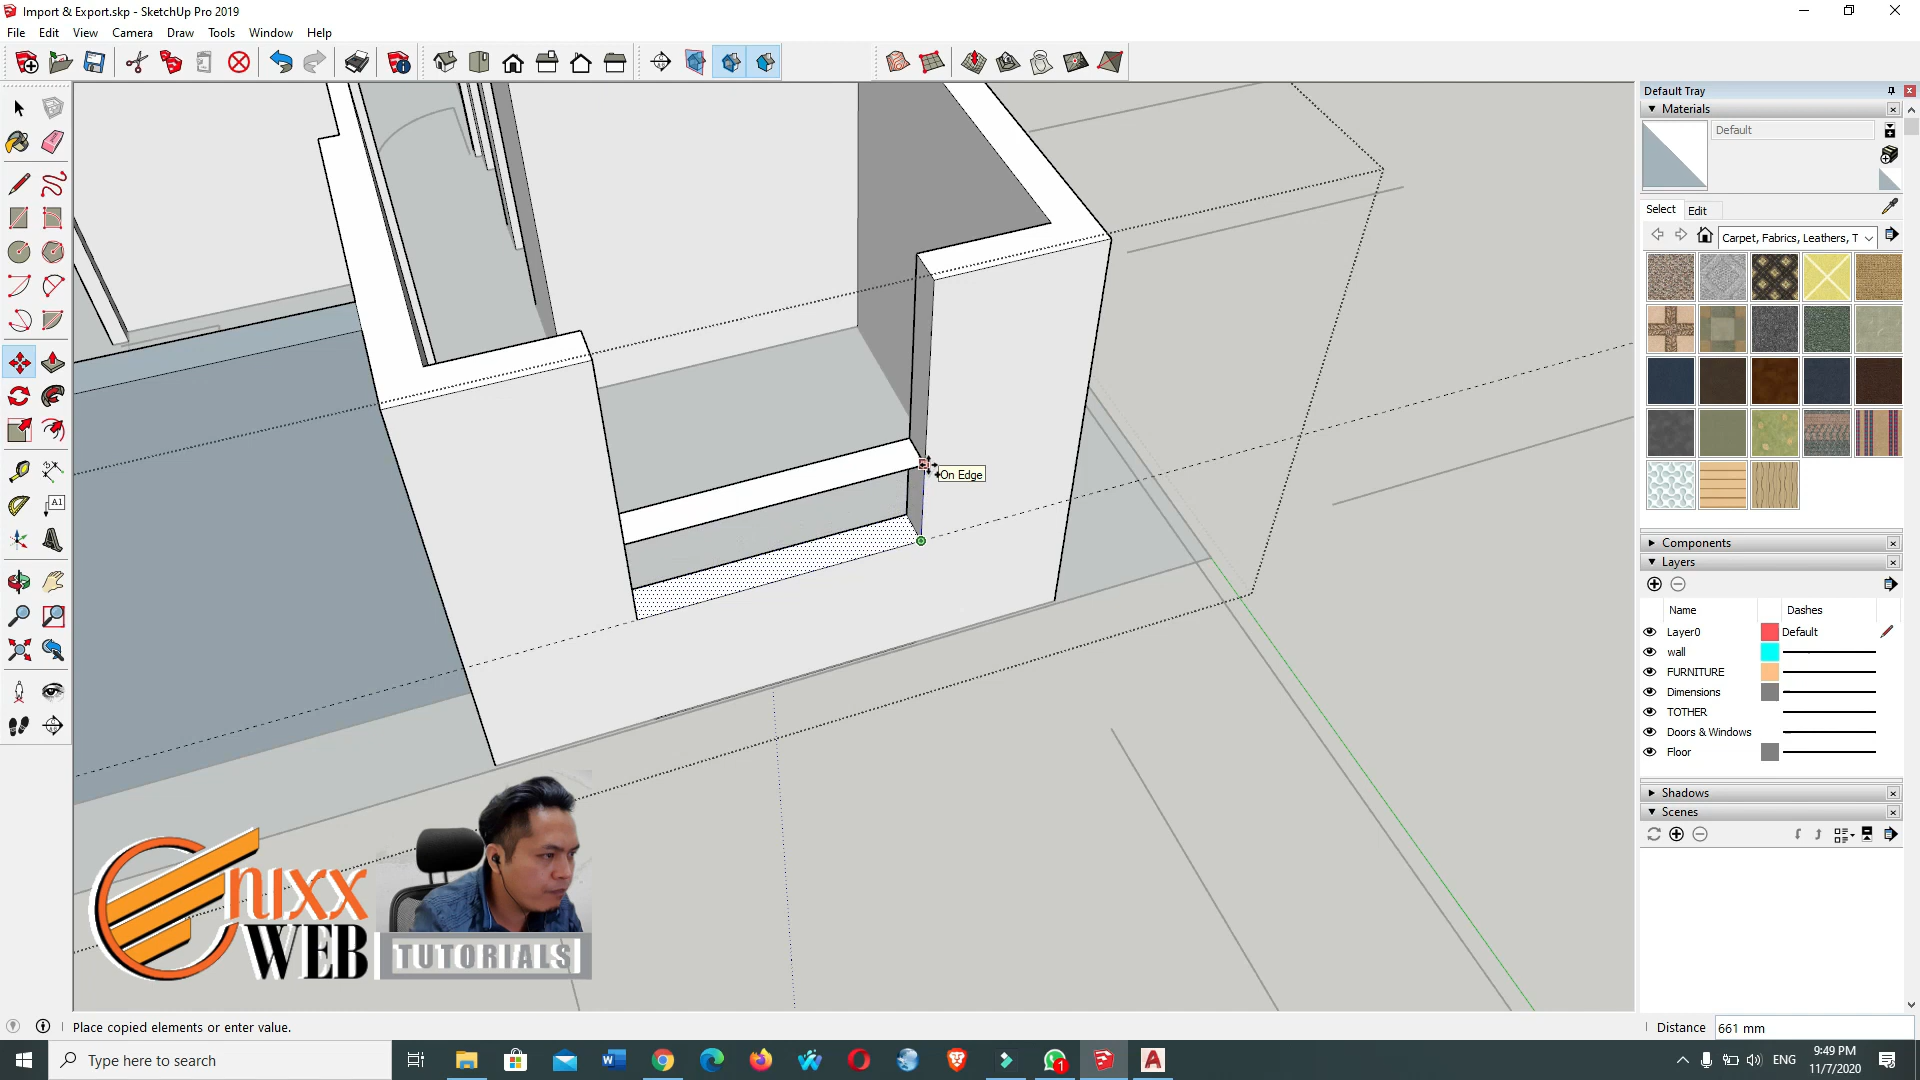 Import & Export.skp - SketchUp Pro 2019
File Edit View Camera Draw Tools Window Help
Default Tray
Materials
Default
Select Edit
Carpet, Fabrics, Leathers, T
On Edge
A1
Components
Layers
Name Dashes
Layer0 Default
wall
FURNITURE
Dimensions
TOTHER
Doors & Windows
Floor
Shadows
Scenes
nixx
WEB
TUTORIALS
Place copied elements or enter value.
Distance 661 mm
Type here to search
1
ENG
9:49 PM
11/7/2020